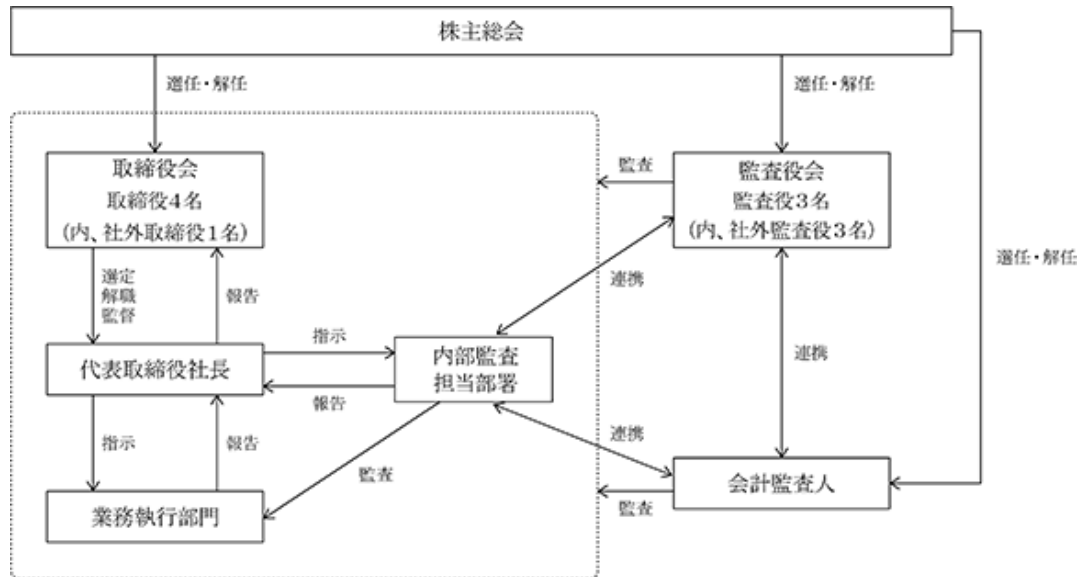 株主総会
選任・解任
選任・解任
取締役会
取締役4名
(内、社外取締役1名)
監査
監査役会
監査役3名
(内、社外監査役3名)
選任・解任
選定
解職
監督
報告
連携
指示
内部監査
担当部署
代表取締役社長
報告
連携
指示
報告
監査
連携
会計監査人
監査
業務執行部門